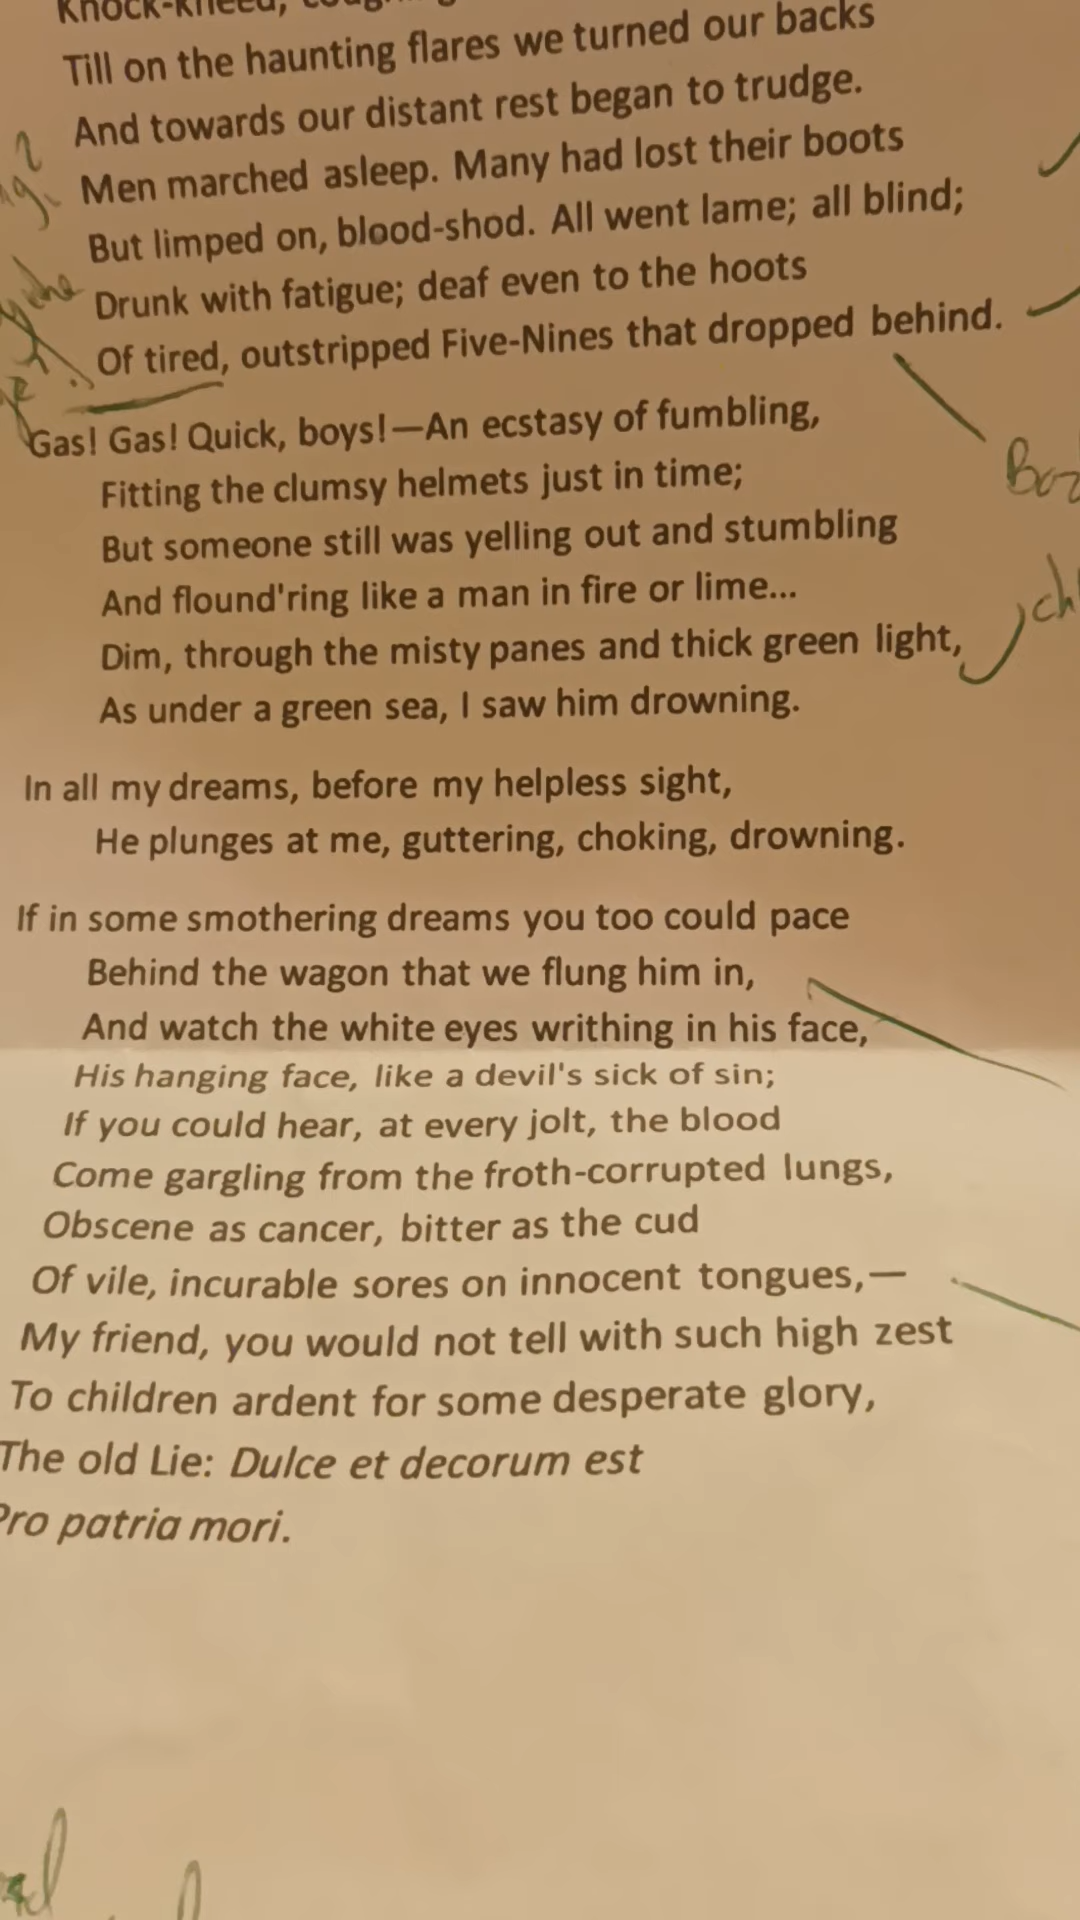 Knock-kneed,
Till on the haunting flares we turned our backs
And towards our distant rest began to trudge.
Men marched asleep. Many had lost their boots
But limped on, blood-shod. All went lame; all blind;
Drunk with fatigue; deaf even to the hoots
Of tired, outstripped Five-Nines that dropped behind.
Gas! Gas! Quick, boys!—An ecstasy of fumbling,
Fitting the clumsy helmets just in time;
But someone still was yelling out and stumbling
And flound'ring like a man in fire or lime...
Dim, through the misty panes and thick green light,
As under a green sea, I saw him drowning.
In all my dreams, before my helpless sight,
He plunges at me, guttering, choking, drowning.
If in some smothering dreams you too could pace
Behind the wagon that we flung him in,
And watch the white eyes writhing in his face,
His hanging face, like a devil's sick of sin;
If you could hear, at every jolt, the blood
Come gargling from the froth-corrupted lungs,
Obscene as cancer, bitter as the cud
Of vile, incurable sores on innocent tongues,—
My friend, you would not tell with such high zest
To children ardent for some desperate glory,
The old Lie: Dulce et decorum est
Pro patria mori.